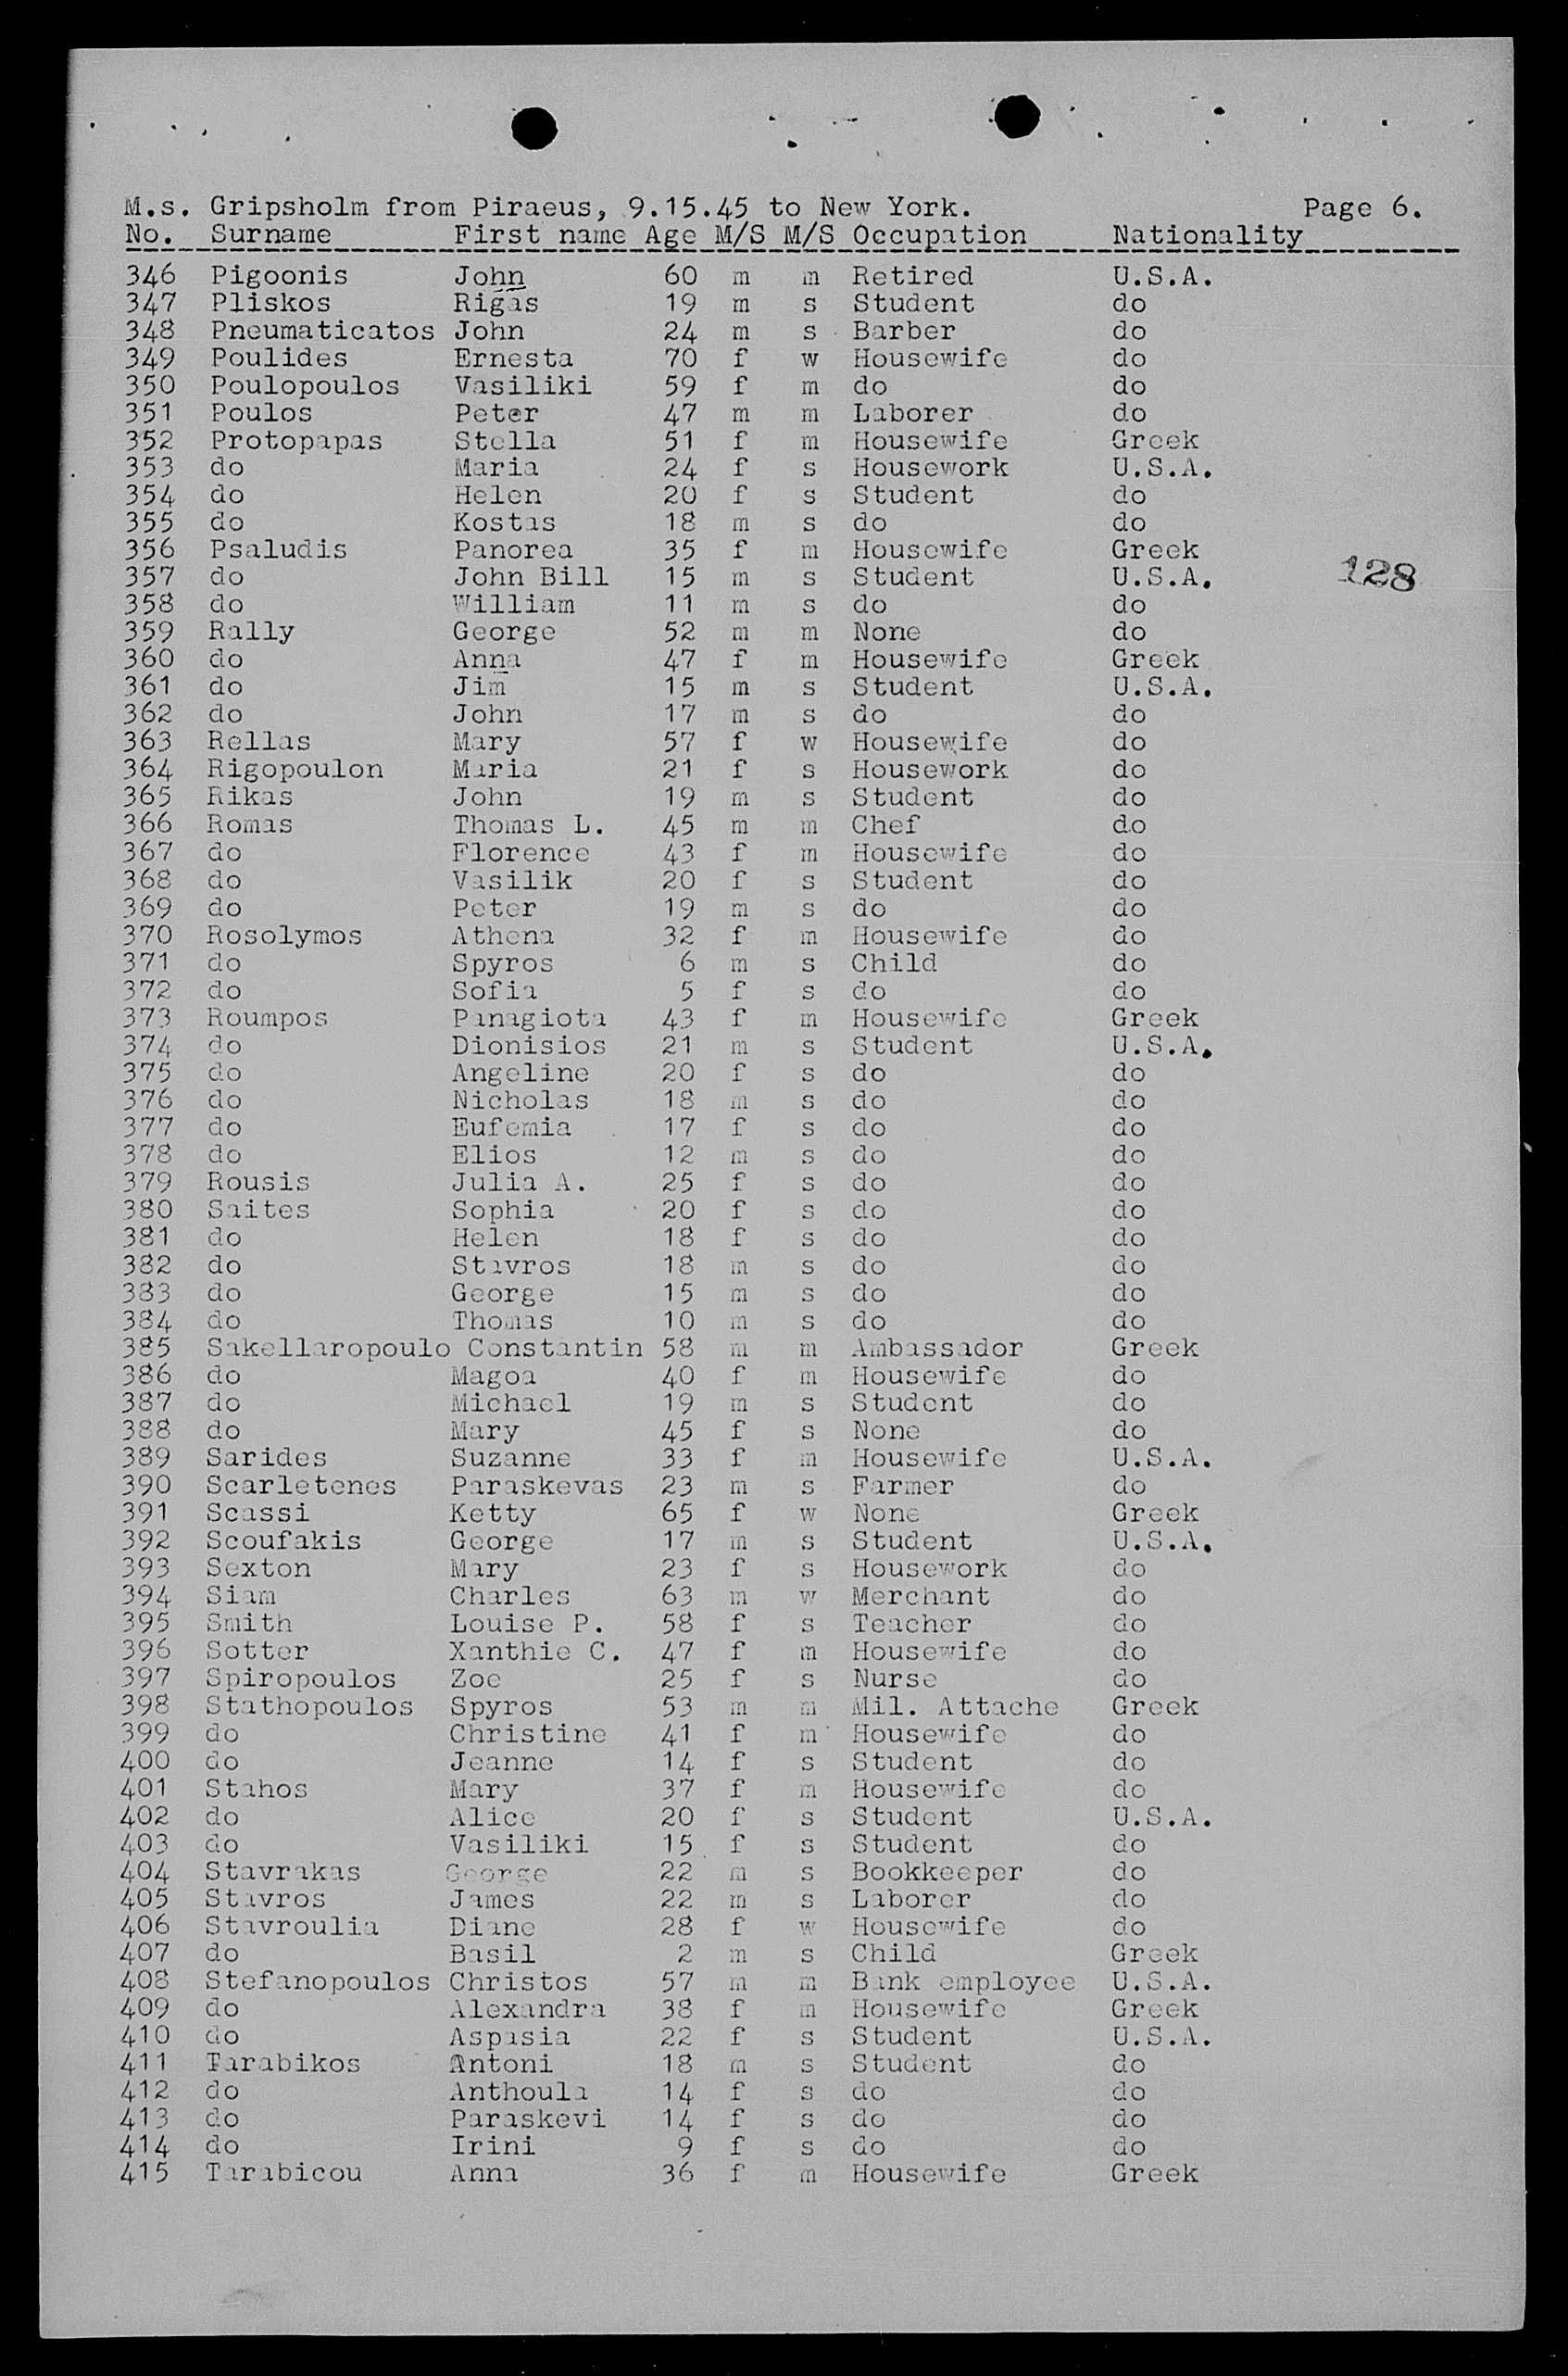 M.s. Gripsholm from Piraeus, 9.15.45 to New York. Page 6.
No. Surname First name Age M/S M/S Occupation Nationality
346 Pigoonis John 60 m m Retired U.S.A.
347 Pliskos Rigas 19 m s Student do
348 Pneumaticatos John 24 m s Barber do
349 Poulides Ernesta 70 f w Housewife do
350 Poulopoulos Vasiliki 59 f m do do
351 Poulos Peter 47 m m Laborer do
352 Protopapas Stella 51 f m Housewife Greek
353 do Maria 24 f s Housework U.S.A.
354 do Helen 20 f s Student do
355 do Kostas 18 m s do do
356 Psaludis Panorea 35 f m Housewife Greek
357 do John Bill 15 m s Student U.S.A. 128
358 do William 11 m s do do
359 Rally George 52 m m None do
360 do Anna 47 f m Housewife Greek
361 do Jim 15 m s Student U.S.A.
362 do John 17 m s do do
363 Rellas Mary 57 f w Housewife do
364 Rigopoulon Maria 21 f s Housework do
365 Rikas John 19 m s Student do
366 Romas Thomas L. 45 m m Chef do
367 do Florence 43 f m Housewife do
368 do Vasilik 20 f s Student do
369 do Peter 19 m s do do
370 Rosolymos Athena 32 f m Housewife do
371 do Spyros 6 m s Child do
372 do Sofia 5 f s do do
373 Roumpos Panagiota 43 f m Housewife Greek
374 do Dionisios 21 m s Student U.S.A.
375 do Angeline 20 f s do do
376 do Nicholas 18 m s do do
377 do Eufemia 17 f s do do
378 do Elios 12 m s do do
379 Rousis Julia A. 25 f s do do
380 Saites Sophia 20 f s do do
381 do Helen 18 f s do do
382 do Stavros 18 m s do do
383 do George 15 m s do do
384 do Thomas 10 m s do do
385 Sakellaropoulo Constantin 58 m m Ambassador Greek
386 do Magoa 40 f m Housewife do
387 do Michael 19 m s Student do
388 do Mary 45 f s None do
389 Sarides Suzanne 33 f m Housewife U.S.A.
390 Scarletenes Paraskevas 23 m s Farmer do
391 Scassi Ketty 65 f w None Greek
392 Scoufakis George 17 m s Student U.S.A.
393 Sexton Mary 23 f s Housework do
394 Siam Charles 63 m w Merchant do
395 Smith Louise P. 58 f s Teacher do
396 Sotter Xanthie C. 47 f m Housewife do
397 Spiropoulos Zoe 25 f s Nurse do
398 Stathopoulos Spyros 53 m m Mil. Attache Greek
399 do Christine 41 f m Housewife do
400 do Jeanne 14 f s Student do
401 Stahos Mary 37 f m Housewife do
402 do Alice 20 f s Student U.S.A.
403 do Vasiliki 15 f s Student do
404 Stavrakas George 22 m s Bookkeeper do
405 Stavros James 22 m s Laborer do
406 Stavroulia Diane 28 f w Housewife do
407 do Basil 2 m s Child Greek
408 Stefanopoulos Christos 57 m m Bank employee U.S.A.
409 do Alexandra 38 f m Housewife Greek
410 do Aspasia 22 f s Student U.S.A.
411 Tarabikos Antoni 18 m s Student do
412 do Anthoula 14 f s do do
413 do Paraskevi 14 f s do do
414 do Irini 9 f s do do
415 Tarabicou Anna 36 f m Housewife Greek